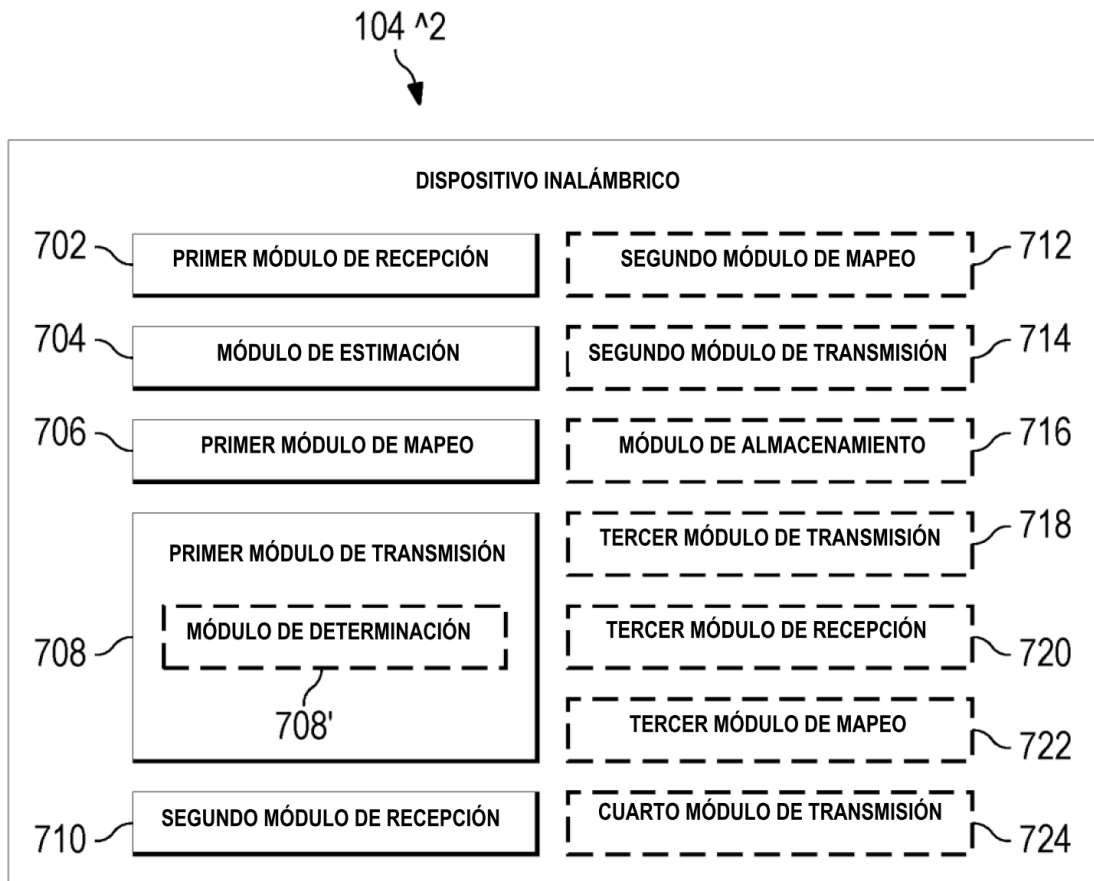 104 ^2
DISPOSITIVO INALÁMBRICO
702
PRIMER MÓDULO DE RECEPCIÓN
SEGUNDO MÓDULO DE MAPEO
712
704
MÓDULO DE ESTIMACIÓN
SEGUNDO MÓDULO DE TRANSMISIÓN
714
706
PRIMER MÓDULO DE MAPEO
MÓDULO DE ALMACENAMIENTO
716
PRIMER MÓDULO DE TRANSMISIÓN
TERCER MÓDULO DE TRANSMISIÓN
718
708
MÓDULO DE DETERMINACIÓN
708'
TERCER MÓDULO DE RECEPCIÓN
720
TERCER MÓDULO DE MAPEO
722
710
SEGUNDO MÓDULO DE RECEPCIÓN
CUARTO MÓDULO DE TRANSMISIÓN
724